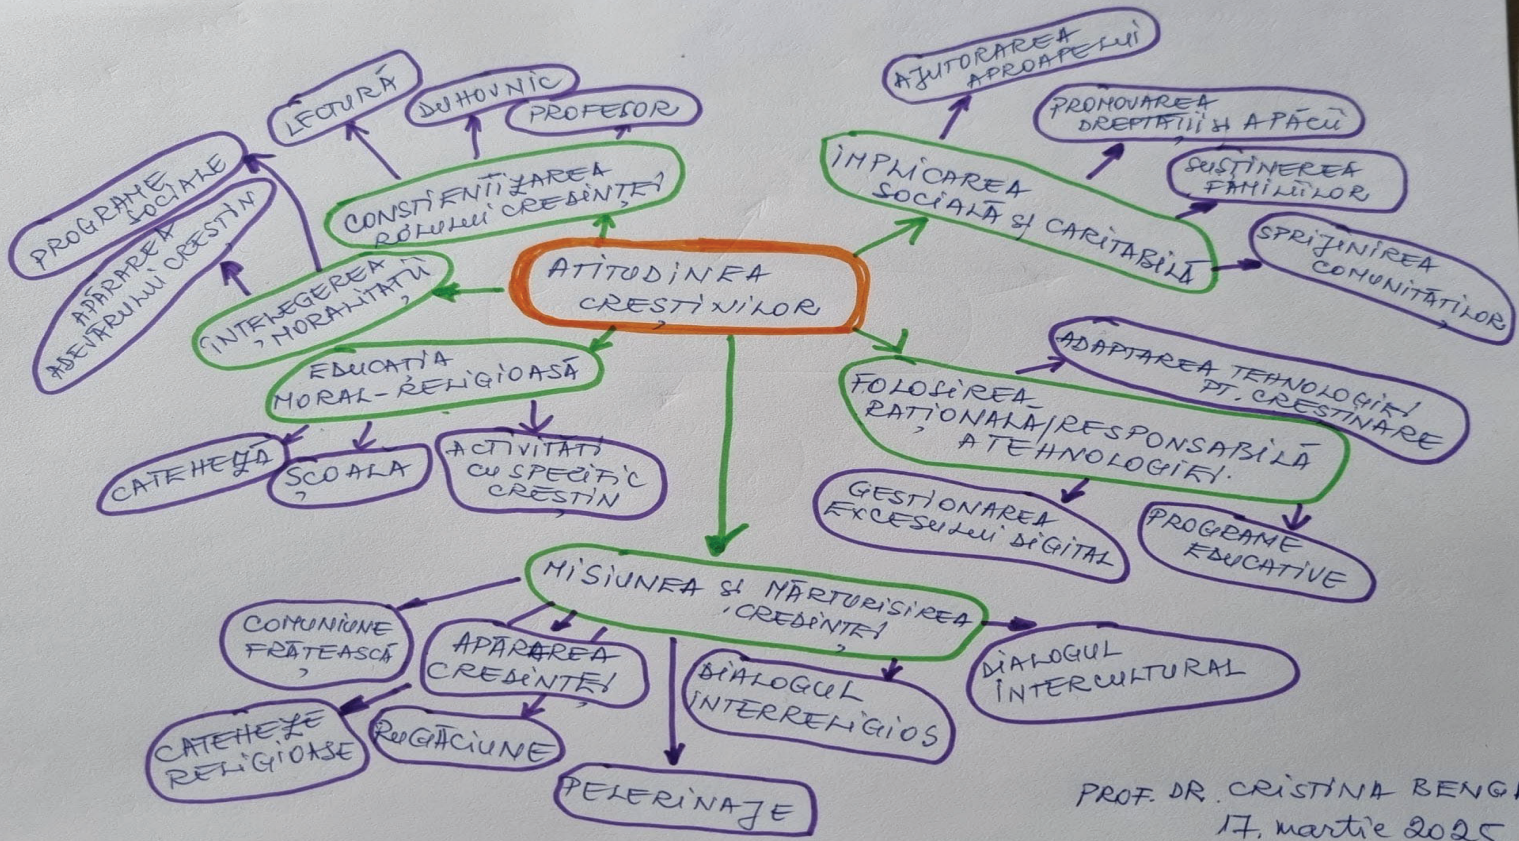 AJUTORAREA
APROAPELUI
LECTURĂ
DUHOVNIC
PROFESOR
PROMOVAREA
DREPTĂȚII ȘI A PĂCII
PROGRAME
SOCIALE
CONSTIENTIZAREA
ROLULUI CREDINȚEI
IMPLICAREA
SOCIALĂ ȘI CARITABILĂ
SUSȚINEREA
FAMILIILOR
APĂRAREA
ADEVĂRULUI CREȘTIN
SPRIJINIREA
COMUNITĂȚILOR
ÎNȚELEGEREA
MORALITĂȚII
ATITUDINEA
CREȘTINILOR
EDUCAȚIA
MORAL-RELIGIOASĂ
ADAPTAREA TEHNOLOGIEI
PT. CREȘTINARE
FOLOSIREA
RAȚIONALĂ/RESPONSABILĂ
A TEHNOLOGIEI.
CATEHEZĂ
ȘCOALA
ACTIVITATI
CU SPECIFIC
CREȘTIN
GESTIONAREA
EXCESULUI DIGITAL
PROGRAME
EDUCATIVE
MISIUNEA ȘI MĂRTURISIREA
CREDINȚEI
COMUNIUNE
FRĂȚEASCĂ
APĂRAREA
CREDINȚEI
DIALOGUL
INTERRELIGIOS
DIALOGUL
INTERCULTURAL
CATEHEZE
RELIGIOASE
RUGĂCIUNE
PELERINAJE
PROF. DR. CRISTINA BENGA
17. martie 2025